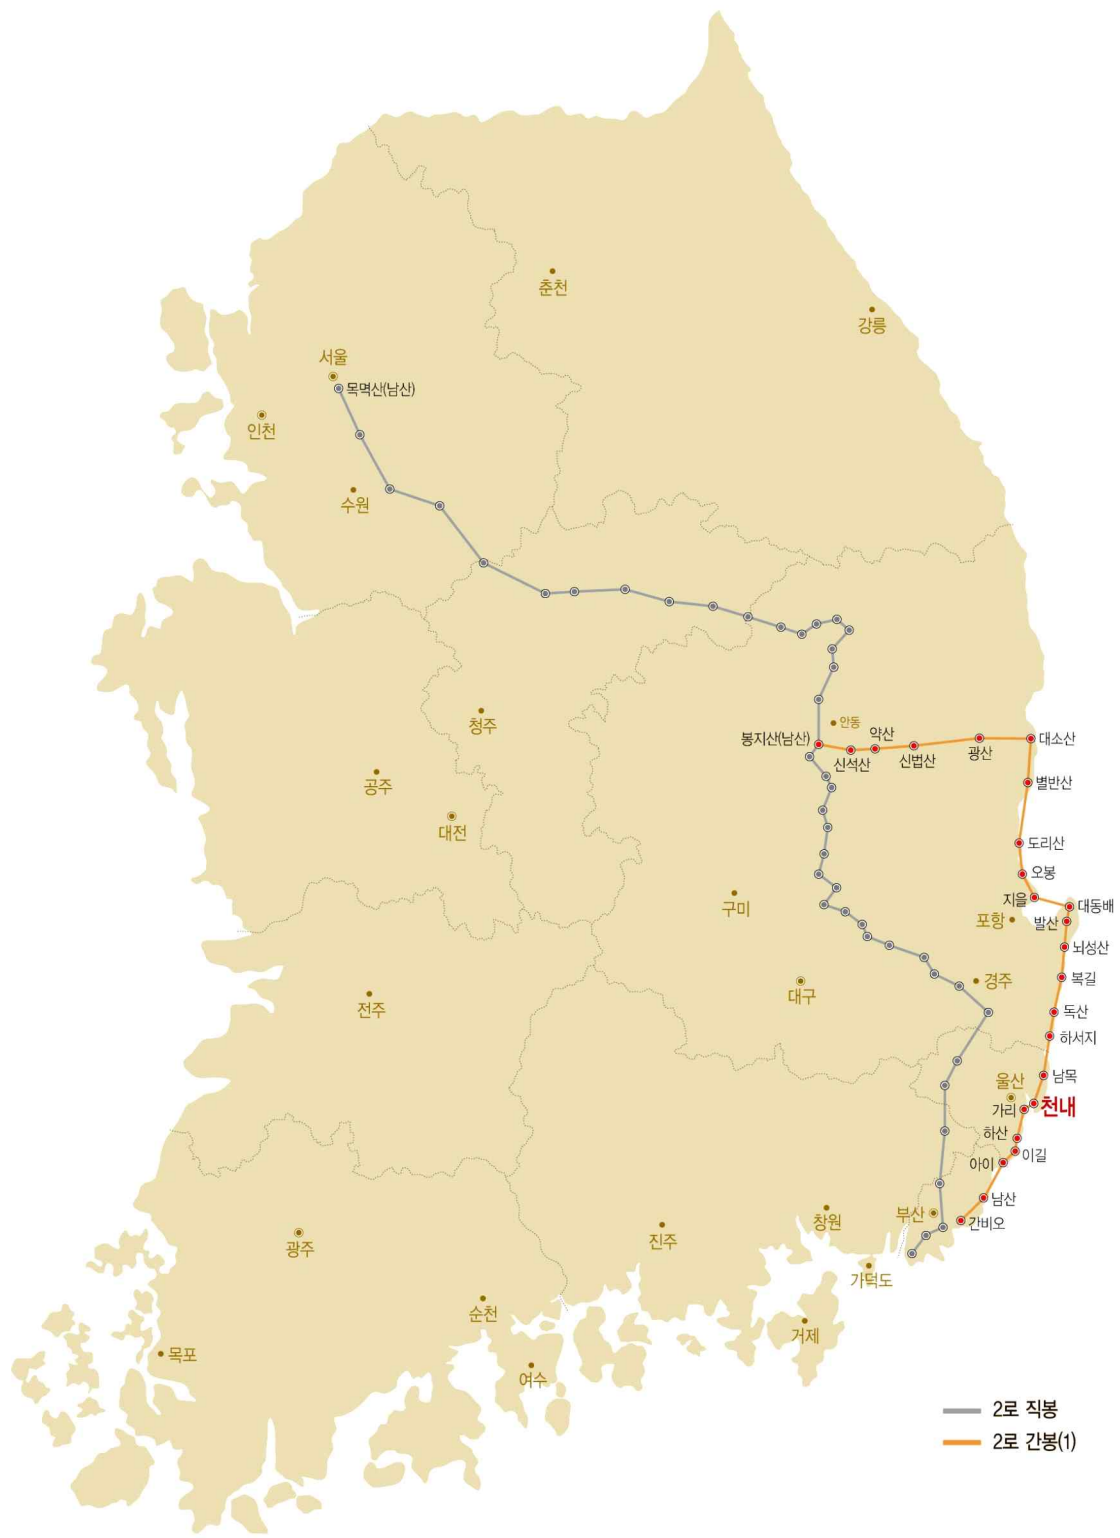 춘천
강릉
서울
목멱산(남산)
인천
수원
청주
안동
봉지산(남산)
신석산
약산
신법산
광산
대소산
별반산
공주
대전
도리산
오봉
지을
대동배
구미
포항
발산
뇌성산
대구
경주
복길
전주
독산
하서지
남목
울산
가리
천내
하산
이길
아이
남산
부산
간비오
창원
광주
진주
가덕도
순천
거제
목포
여수
2로 직봉
2로 간봉(1)